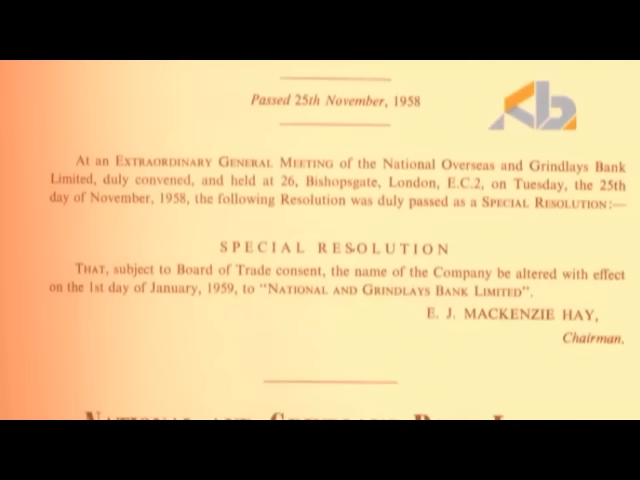 Passed 25th November, 1958
At an EXTRAORDINARY GENERAL MEETING of the National Overseas and Grindlays Bank
Limited, duly convened, and held at 26, Bishopsgate, London, E.C.2, on Tuesday, the 25th
day of November, 1958, the following Resolution was duly passed as a SPECIAL RESOLUTION:—
SPECIAL RESOLUTION
THAT, subject to Board of Trade consent, the name of the Company be altered with effect
on the 1st day of January, 1959, to "NATIONAL AND GRINDLAYS BANK LIMITED".
E. J. MACKENZIE HAY,
Chairman.